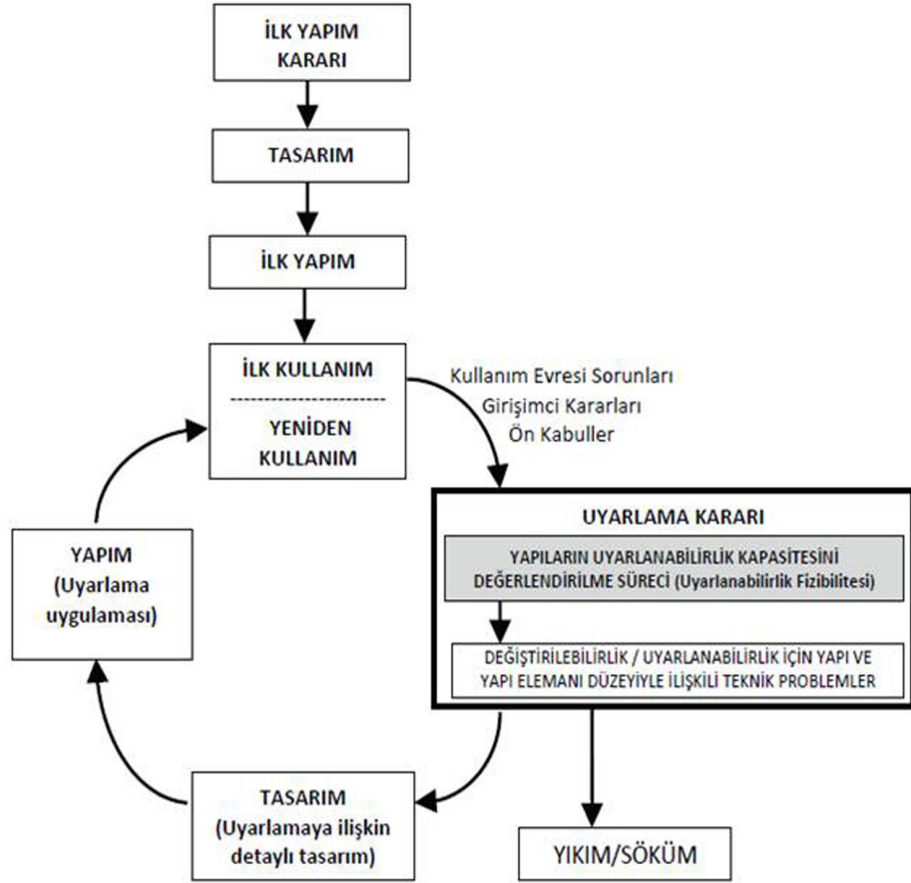 İLK YAPIM
KARARI
TASARIM
İLK YAPIM
İLK KULLANIM
YENİDEN
KULLANIM
Kullanım Evresi Sorunları
Girişimci Kararları
Ön Kabuller
UYARLAMA KARARI
YAPILARIN UYARLANABİLİRLİK KAPASİTESİNİ
DEĞERLENDİRİLME SÜRECİ (Uyarlanabilirlik Fizibilitesi)
DEĞİŞTİRİLEBİLİRLİK / UYARLANABİLİRLİK İÇİN YAPI VE
YAPI ELEMANI DÜZEYİYLE İLİŞKİLİ TEKNİK PROBLEMLER
YAPIM
(Uyarlama
uygulaması)
TASARIM
(Uyarlamaya ilişkin
detaylı tasarım)
YIKIM/SÖKÜM